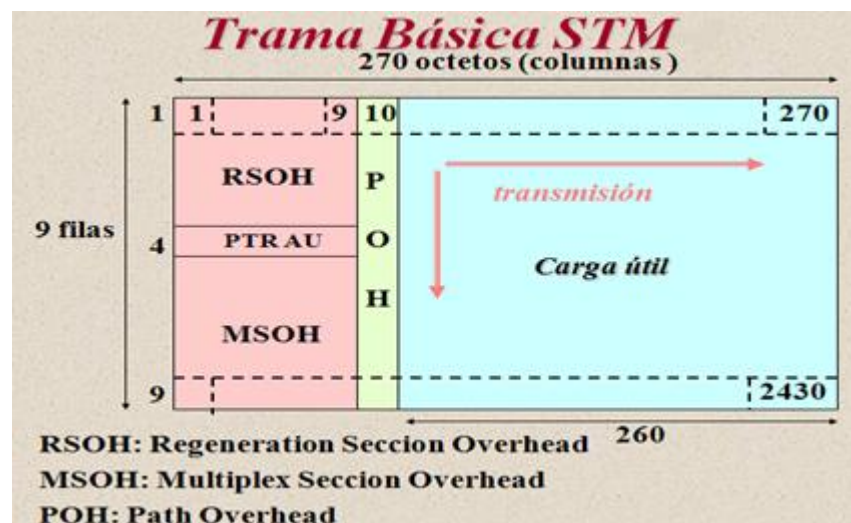 Trama Básica STM
270 octetos (columnas )
1 1 9 10 270
RSOH
P
transmisión
9 filas
4 PTR AU
O
Carga útil
H
MSOH
9 2430
260
RSOH: Regeneration Seccion Overhead
MSOH: Multiplex Seccion Overhead
POH: Path Overhead